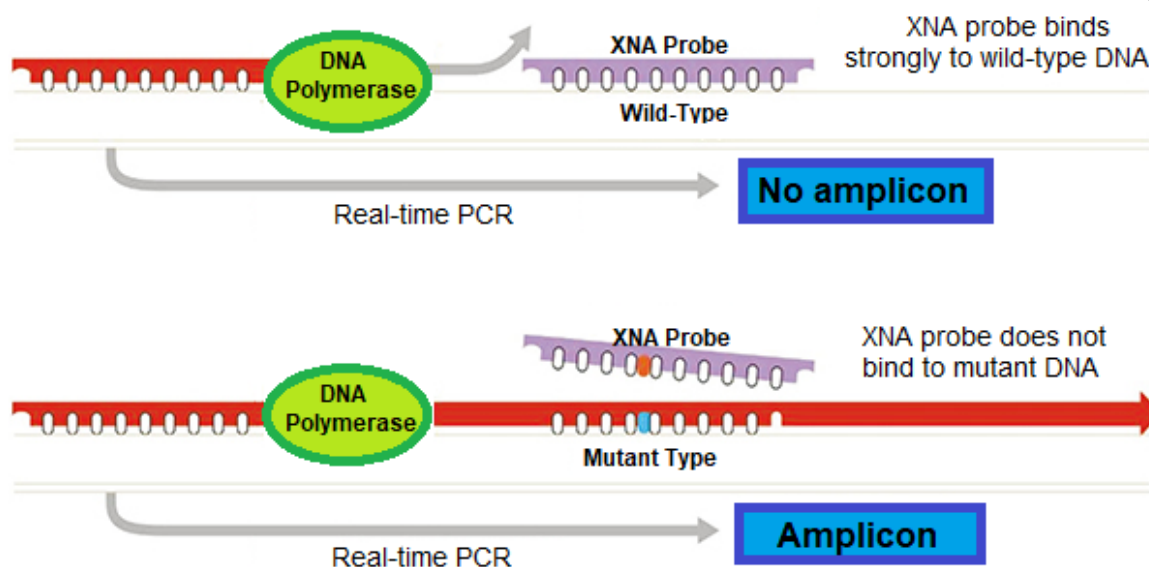 XNA probe binds
strongly to wild-type DNA
DNA
Polymerase
XNA Probe
Wild-Type
No amplicon
Real-time PCR
XNA Probe
XNA probe does not
bind to mutant DNA
DNA
Polymerase
Mutant Type
Amplicon
Real-time PCR